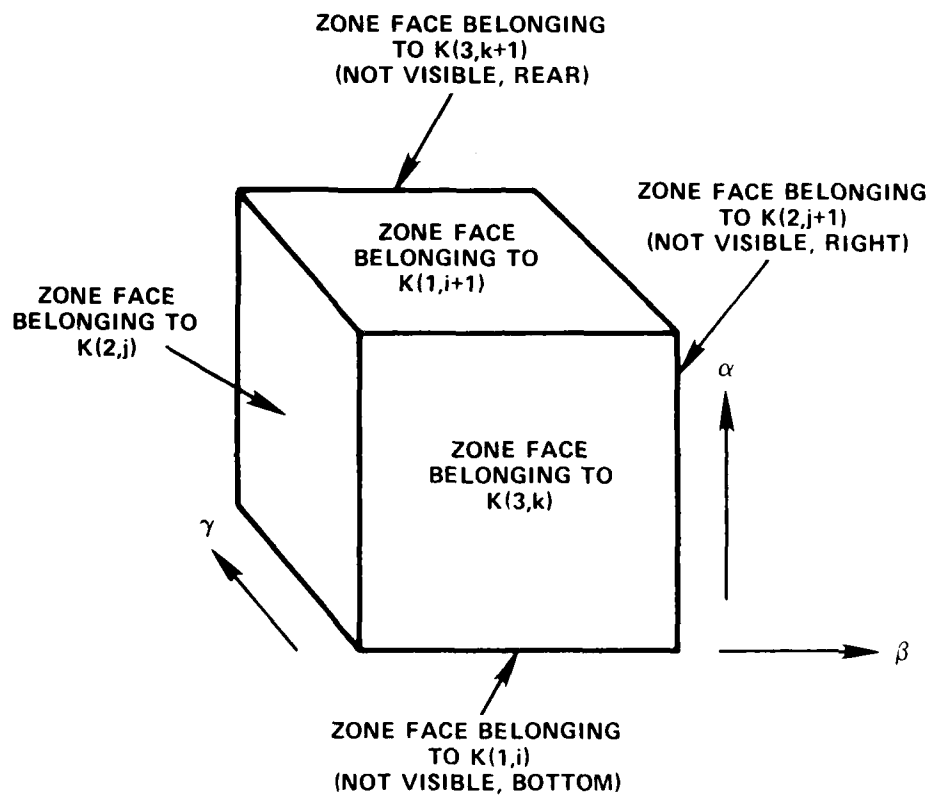 ZONE FACE BELONGING
TO K(3,k+1)
(NOT VISIBLE, REAR)
ZONE FACE BELONGING
TO K(2,j+1)
(NOT VISIBLE, RIGHT)
ZONE FACE
BELONGING TO
K(1,i+1)
ZONE FACE
BELONGING TO
K(2,j)
α
ZONE FACE
BELONGING TO
K(3,k)
γ
β
ZONE FACE BELONGING
TO K(1,i)
(NOT VISIBLE, BOTTOM)